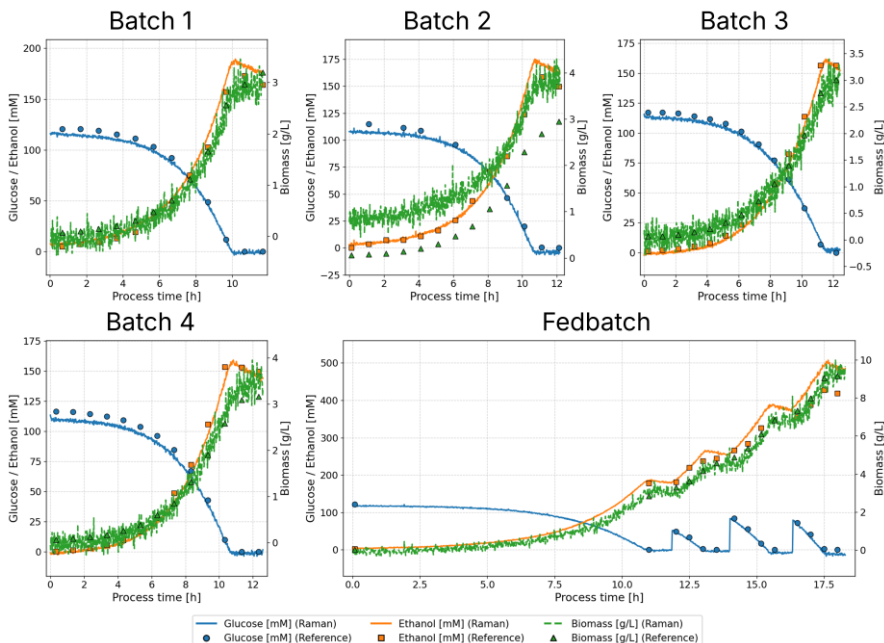 Batch 1
Batch 2
Batch 3
Glucose / Ethanol [mM]
200
150
100
50
0
3
2
1
0
Biomass [g/L]
0 2 4 6 8 10
Process time [h]
Glucose / Ethanol [mM]
175
150
125
100
75
50
25
0
−25
4
3
2
1
0
Biomass [g/L]
0 2 4 6 8 10 12
Process time [h]
Glucose / Ethanol [mM]
175
150
125
100
75
50
25
0
3.5
3.0
2.5
2.0
1.5
1.0
0.5
0.0
−0.5
Biomass [g/L]
0 2 4 6 8 10 12
Process time [h]
Batch 4
Fedbatch
Glucose / Ethanol [mM]
175
150
125
100
75
50
25
0
4
3
2
1
0
Biomass [g/L]
0 2 4 6 8 10 12
Process time [h]
Glucose / Ethanol [mM]
500
400
300
200
100
0
10
8
6
4
2
0
Biomass [g/L]
0.0 2.5 5.0 7.5 10.0 12.5 15.0 17.5
Process time [h]
Glucose [mM] (Raman) Ethanol [mM] (Raman) Biomass [g/L] (Raman)
Glucose [mM] (Reference) Ethanol [mM] (Reference) Biomass [g/L] (Reference)